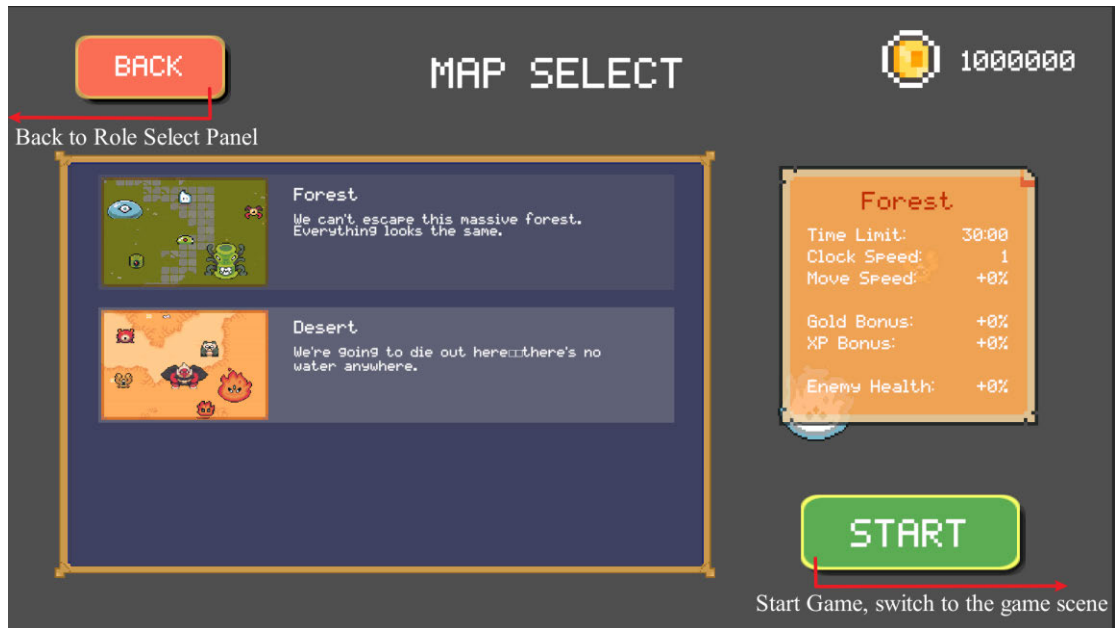 BACK
MAP SELECT
1000000
Back to Role Select Panel
Forest
We can't escape this massive forest.
Everything looks the same.
Desert
We're going to die out here□□there's no
water anywhere.
Forest
Time Limit: 30:00
Clock Speed: 1
Move Speed: +0%
Gold Bonus: +0%
XP Bonus: +0%
Enemy Health: +0%
START
Start Game, switch to the game scene